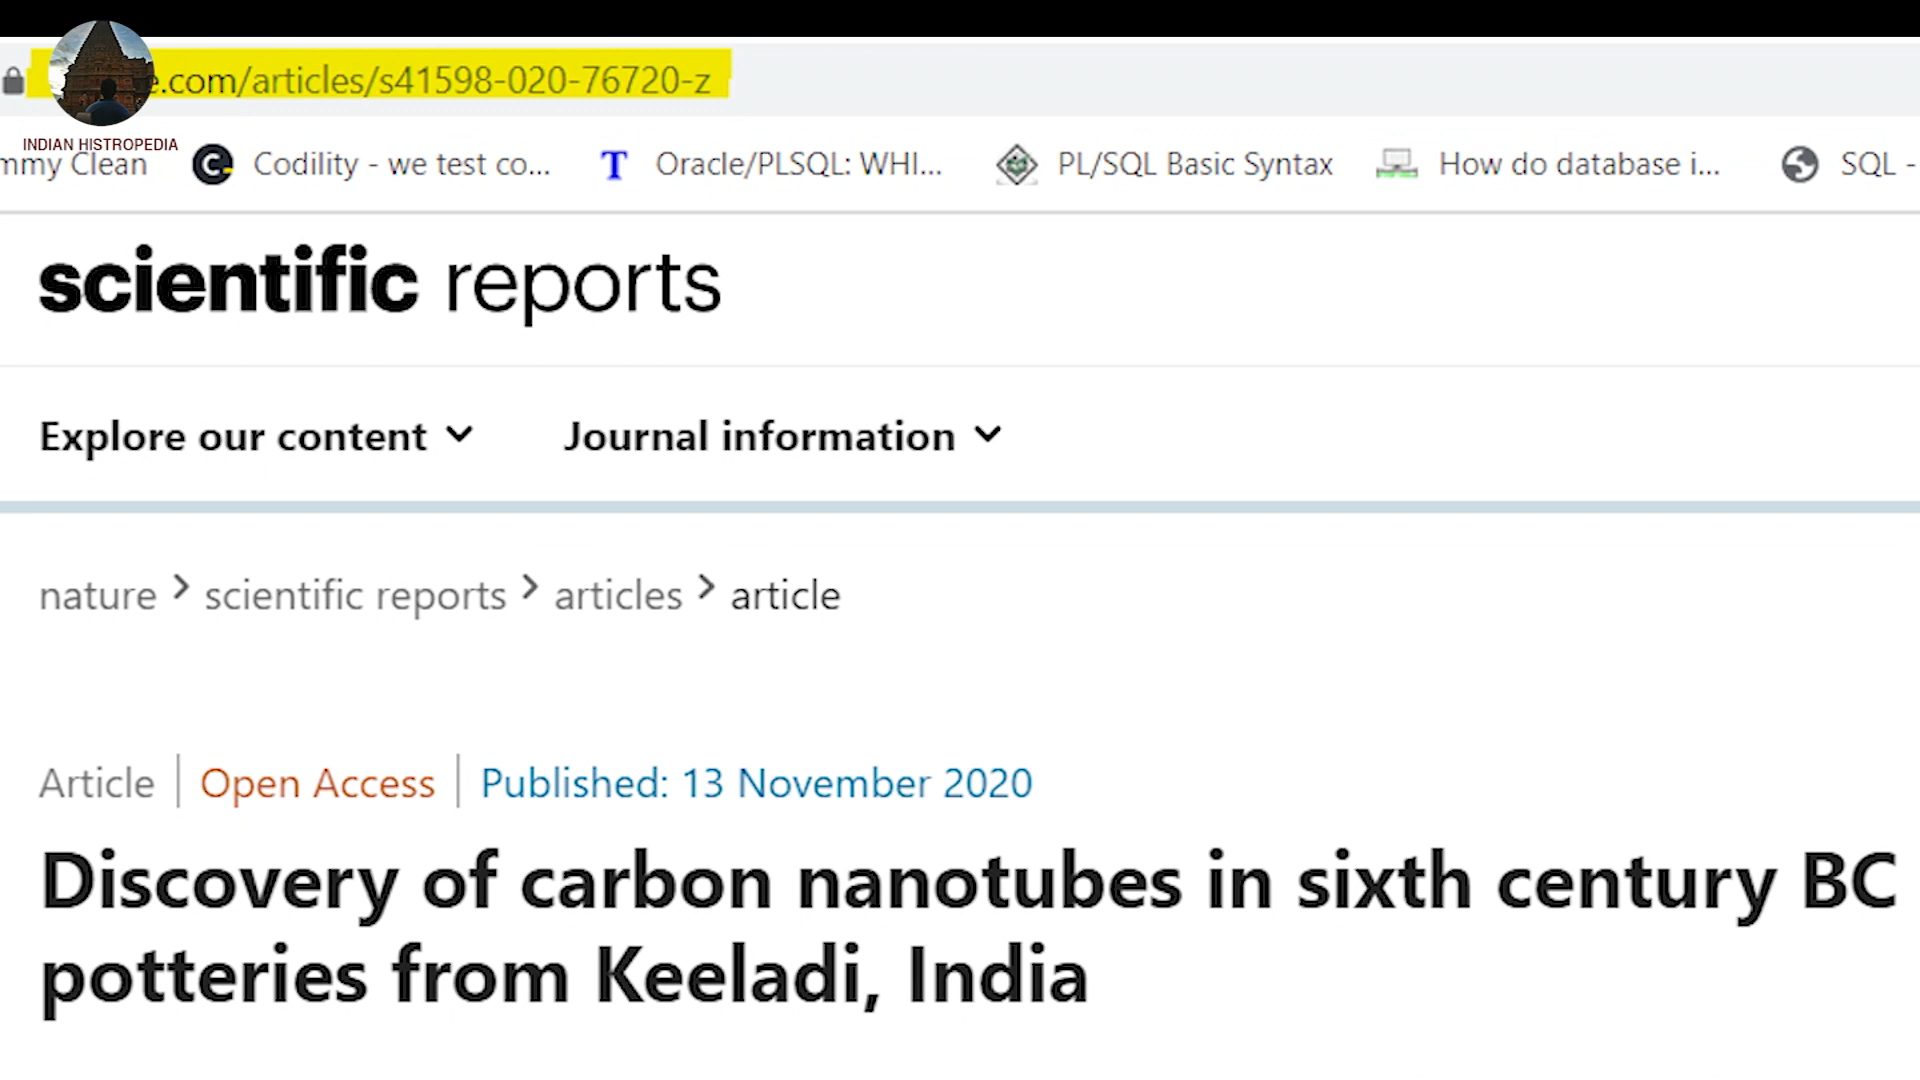 e.com/articles/s41598-020-76720-z
INDIAN HISTROPEDIA
mmy Clean Codility - we test co... Oracle/PLSQL: WHI... PL/SQL Basic Syntax How do database i... SQL -
scientific reports
Explore our content Journal information
nature > scientific reports > articles > article
Article | Open Access | Published: 13 November 2020
Discovery of carbon nanotubes in sixth century BC
potteries from Keeladi, India